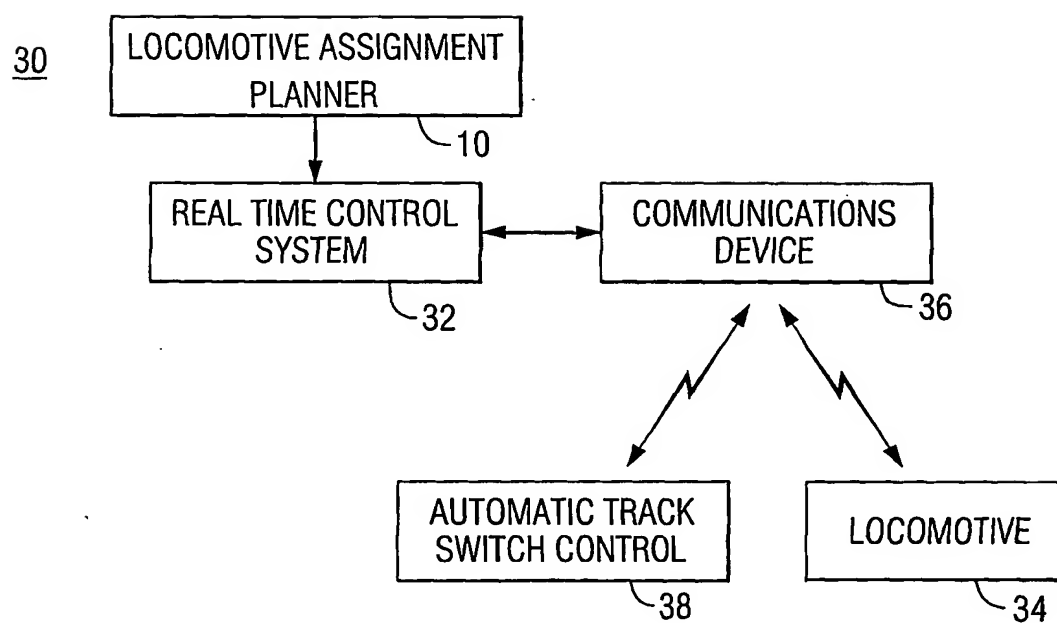 30
LOCOMOTIVE ASSIGNMENT
PLANNER
10
REAL TIME CONTROL
SYSTEM
32
COMMUNICATIONS
DEVICE
36
AUTOMATIC TRACK
SWITCH CONTROL
38
LOCOMOTIVE
34